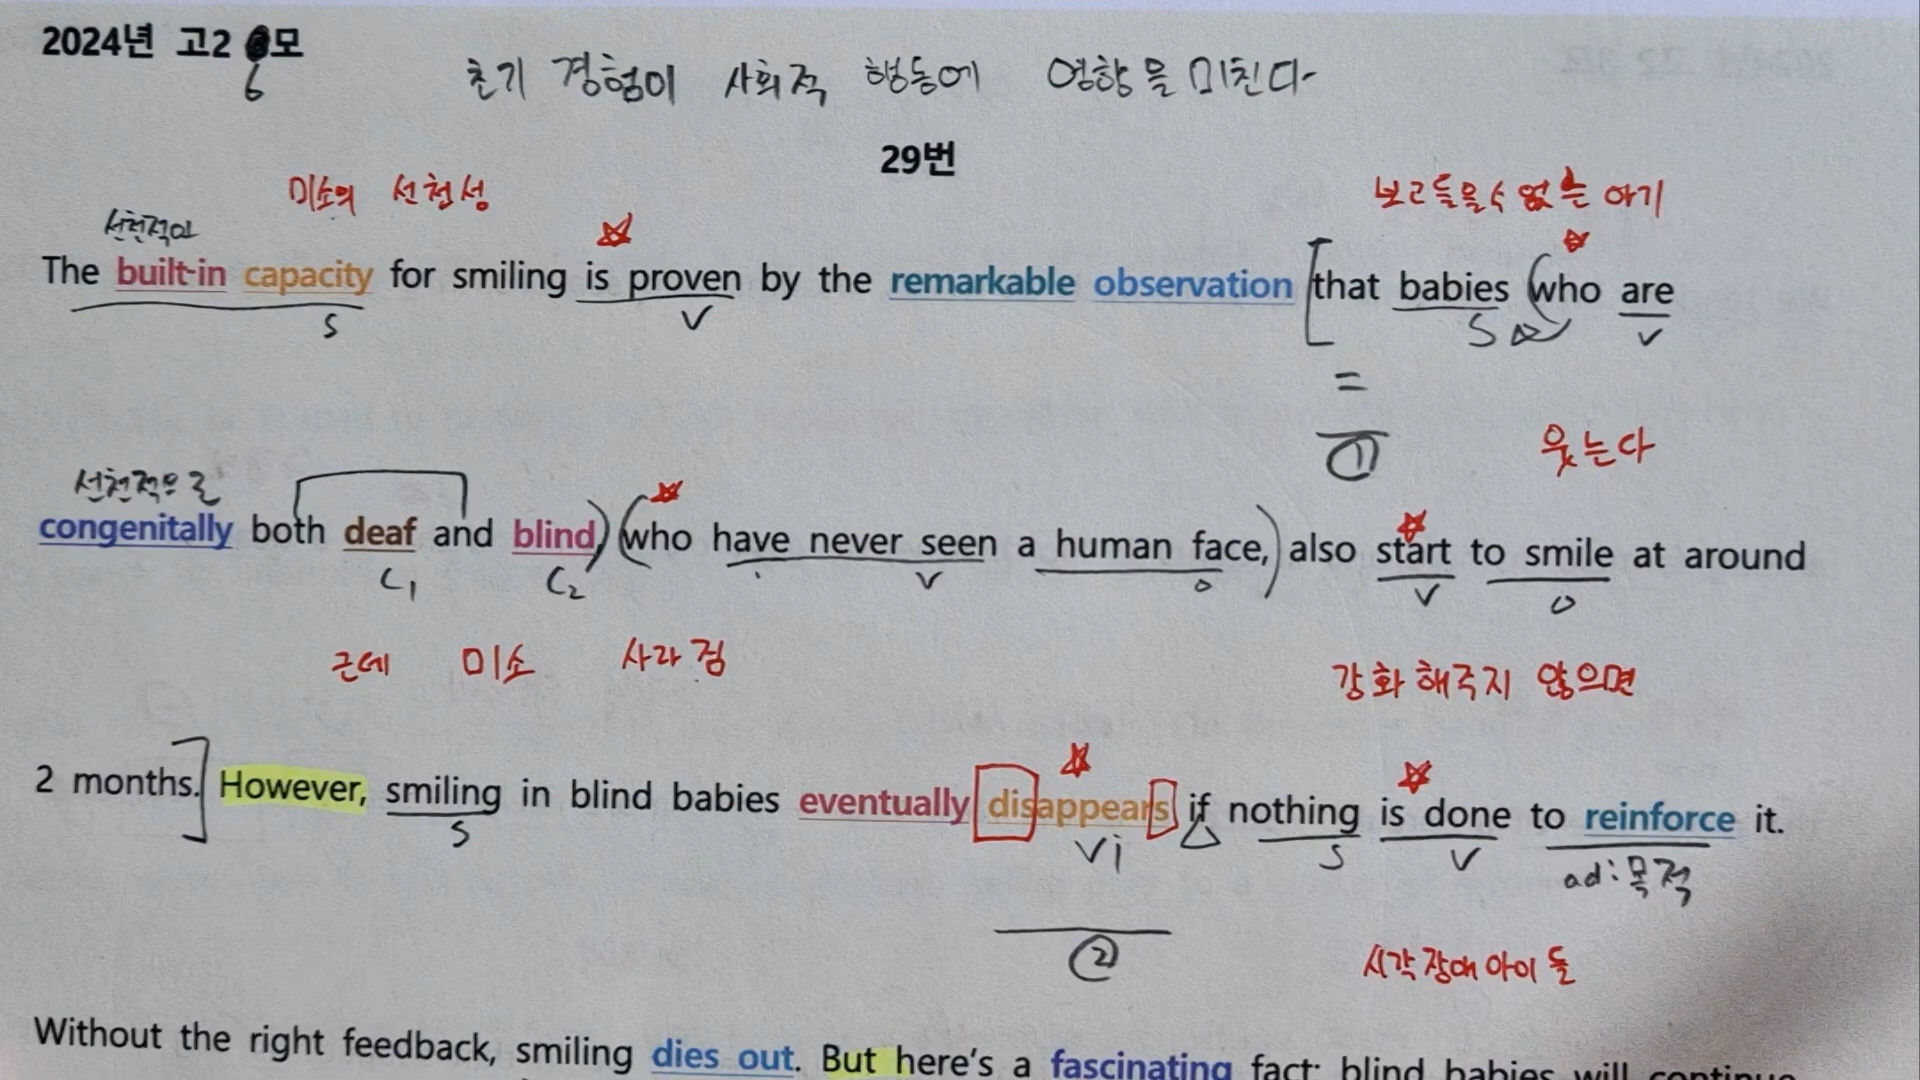 2024년 고2 6모
초기 경험이 사회적 행동에 영향을 미친다
29번
미소의 선천성
보고 들을 수 없는 아기
선천적인
The built-in capacity for smiling is proven by the remarkable observation [that babies (who are
S V S V
=
①
웃는다
선천적으로
congenitally both deaf and blind) (who have never seen a human face,) also start to smile at around
C1 C2 V O V O
근데 미소 사라짐
강화해주지 않으면
2 months.] However, smiling in blind babies eventually disappears if nothing is done to reinforce it.
S Vi S V ad:목적
②
시각장애 아이들
Without the right feedback, smiling dies out. But here's a fascinating fact: blind babies will continue